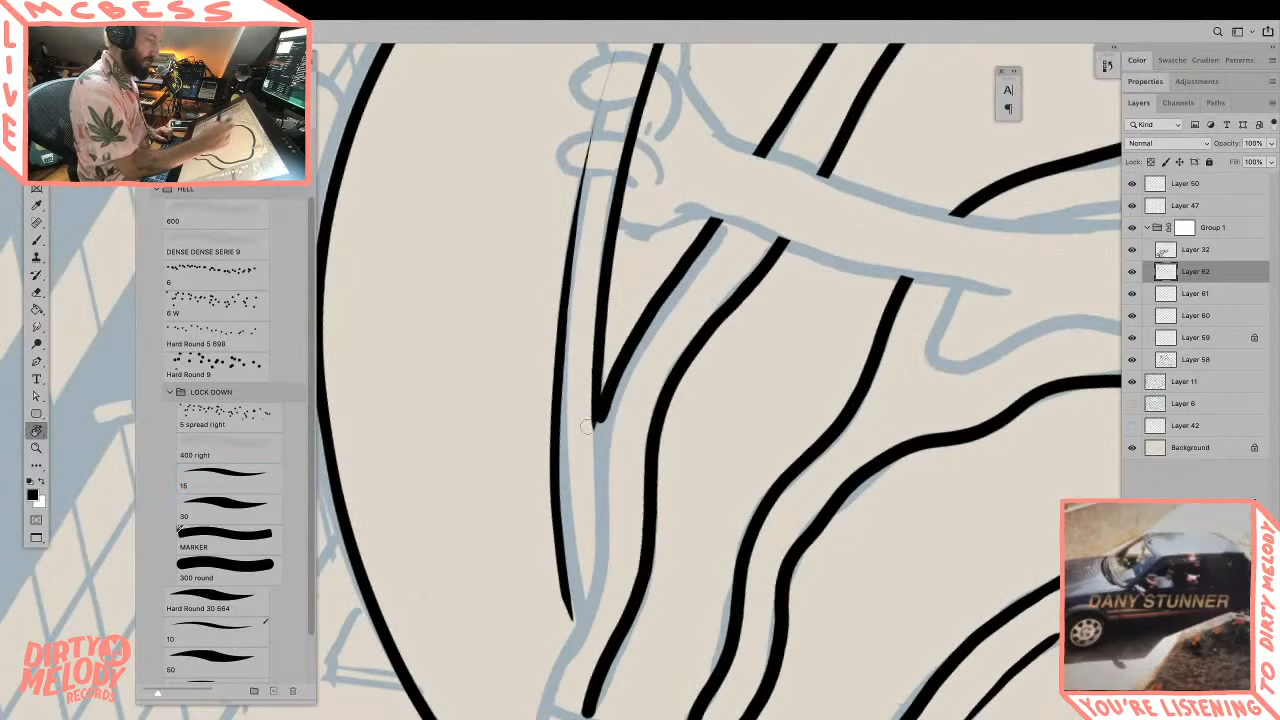 MCBESS
LIVE
Color
Swatche
Gradien
Patterns
Properties
Adjustments
Layers
Channels
Paths
Kind
Normal
Opacity: 100%
Lock:
Fill: 100%
Layer 50
Layer 47
Group 1
Layer 32
Layer 62
Layer 61
Layer 60
Layer 59
Layer 58
Layer 11
Layer 6
Layer 42
Background
A
¶
HELL
600
DENSE DENSE SERIE 9
6
6 W
Hard Round 5 698
Hard Round 9
LOCK DOWN
5 spread right
400 right
15
30
MARKER
300 round
Hard Round 30 664
10
50
DIRTY
MELODY
RECORDS
DANY STUNNER
YOU'RE LISTENING
TO DIRTY MELODY